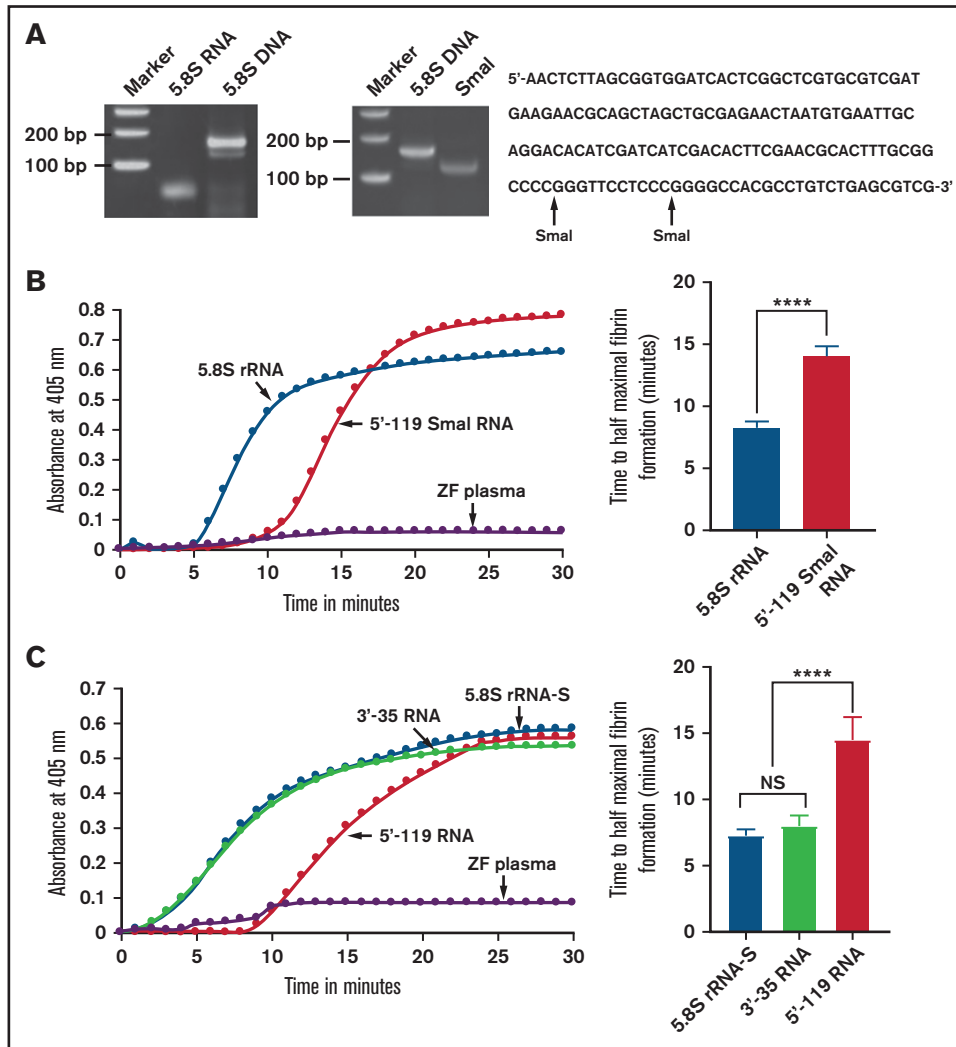 A
Marker
5.8S RNA
5.8S DNA
200 bp
100 bp
Marker
5.8S DNA
SmaI
200 bp
100 bp
5'-AACTCTTAGCGGTGGATCACTCGGCTCGTGCGTCGAT
GAAGAACGCAGCTAGCTGCGAGAACTAATGTGAATTGC
AGGACACATCGATCATCGACACTTCGAACGCACTTTGCGG
CCCCGGGTTCCTCCCGGGGCCACGCCTGTCTGAGCGTCG-3'
SmaI
SmaI
B
Absorbance at 405 nm
0.8
0.7
0.6
0.5
0.4
0.3
0.2
0.1
0
5.8S rRNA
5'-119 SmaI RNA
ZF plasma
0 5 10 15 20 25 30
Time in minutes
Time to half maximal fibrin
formation (minutes)
20
15
10
5
0
****
5.8S rRNA
5'-119 SmaI
RNA
C
Absorbance at 405 nm
0.7
0.6
0.5
0.4
0.3
0.2
0.1
0
5.8S rRNA-S
3'-35 RNA
5'-119 RNA
ZF plasma
0 5 10 15 20 25 30
Time in minutes
Time to half maximal fibrin
formation (minutes)
20
15
10
5
0
****
NS
5.8S rRNA-S
3'-35 RNA
5'-119 RNA